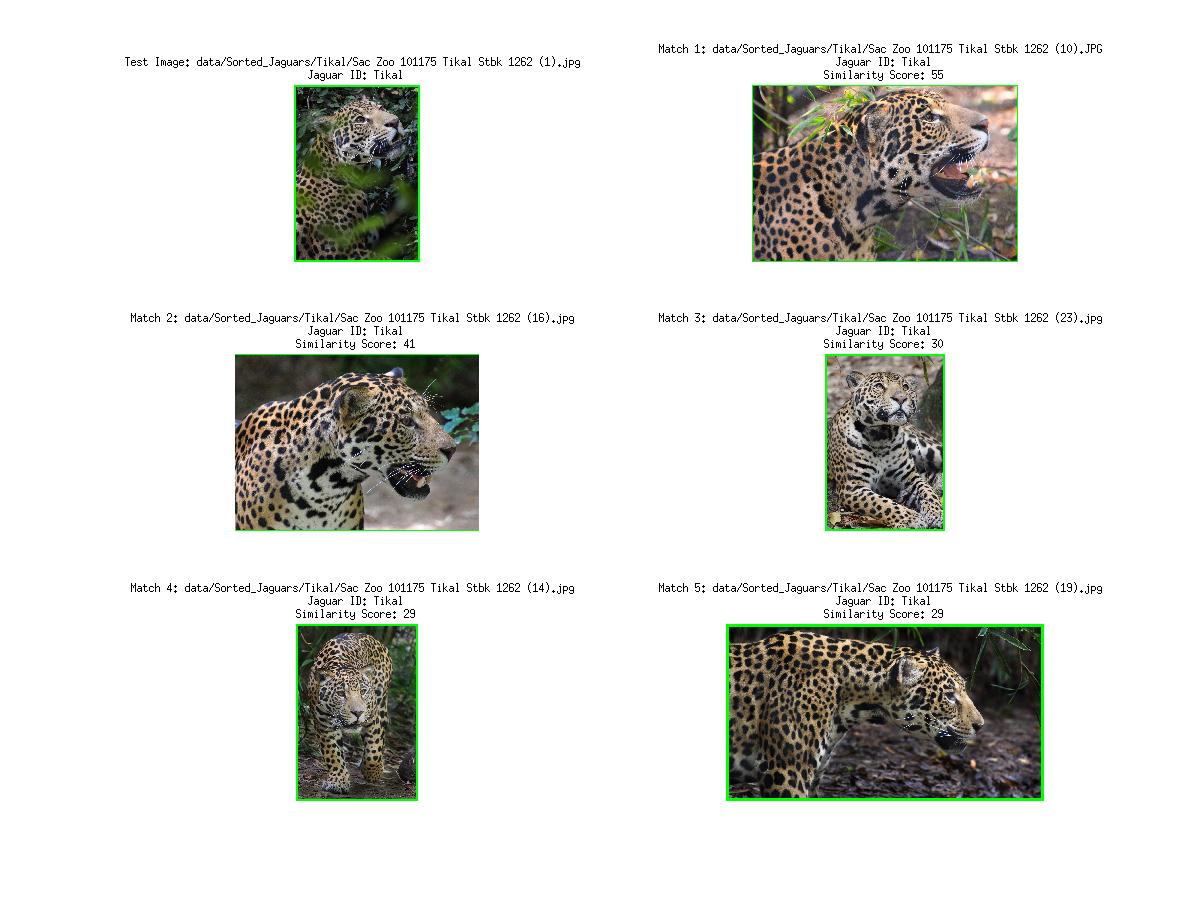 Test Image: data/Sorted_Jaguars/Tikal/Sac Zoo 101175 Tikal Stbk 1262 (1).jpg
Jaguar ID: Tikal
Match 1: data/Sorted_Jaguars/Tikal/Sac Zoo 101175 Tikal Stbk 1262 (10).JPG
Jaguar ID: Tikal
Similarity Score: 55
Match 2: data/Sorted_Jaguars/Tikal/Sac Zoo 101175 Tikal Stbk 1262 (16).jpg
Jaguar ID: Tikal
Similarity Score: 41
Match 3: data/Sorted_Jaguars/Tikal/Sac Zoo 101175 Tikal Stbk 1262 (23).jpg
Jaguar ID: Tikal
Similarity Score: 30
Match 4: data/Sorted_Jaguars/Tikal/Sac Zoo 101175 Tikal Stbk 1262 (14).jpg
Jaguar ID: Tikal
Similarity Score: 29
Match 5: data/Sorted_Jaguars/Tikal/Sac Zoo 101175 Tikal Stbk 1262 (19).jpg
Jaguar ID: Tikal
Similarity Score: 29